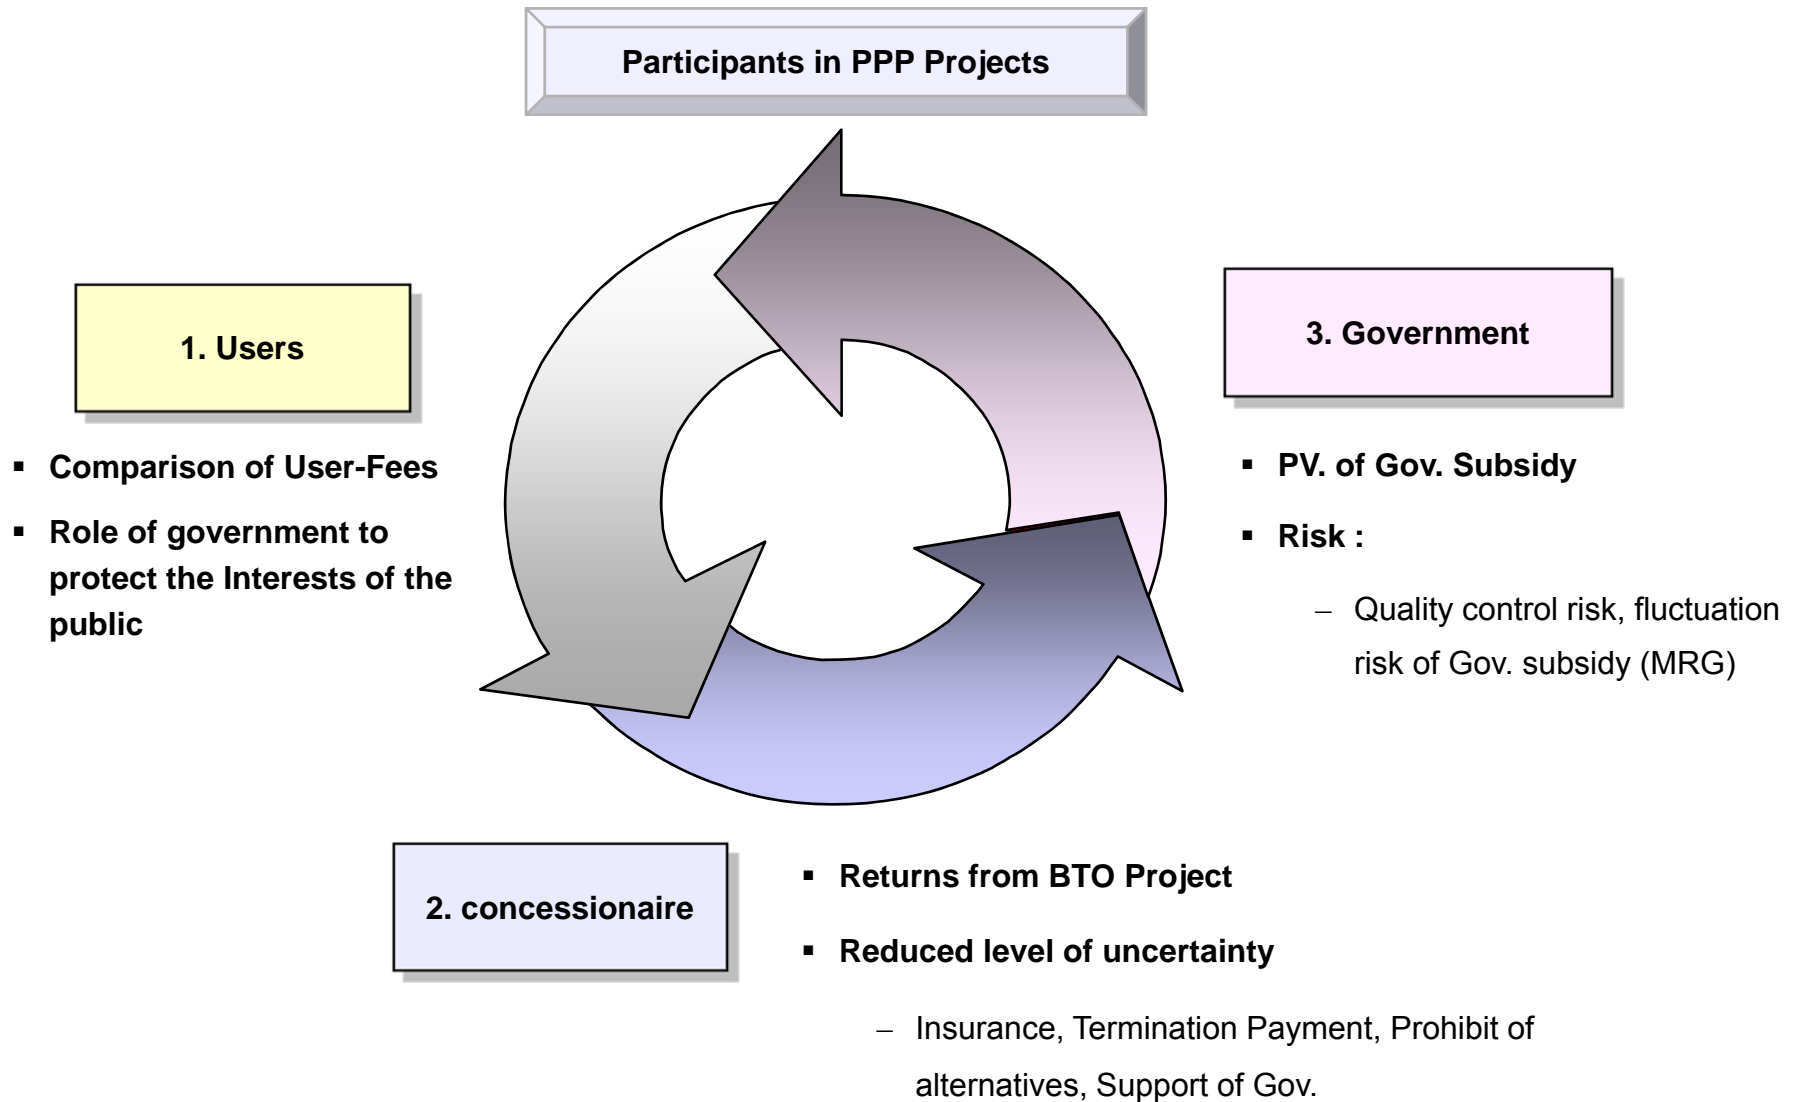 Participants in PPP Projects
1. Users
▪ Comparison of User-Fees
▪ Role of government to
protect the Interests of the
public
2. concessionaire
▪ Returns from BTO Project
▪ Reduced level of uncertainty
– Insurance, Termination Payment, Prohibit of
alternatives, Support of Gov.
3. Government
▪ PV. of Gov. Subsidy
▪ Risk :
– Quality control risk, fluctuation
risk of Gov. subsidy (MRG)